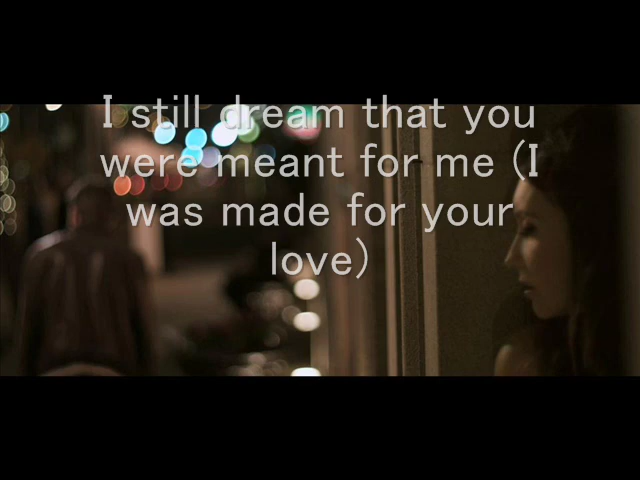 I still dream that you
were meant for me (I
was made for your
love)